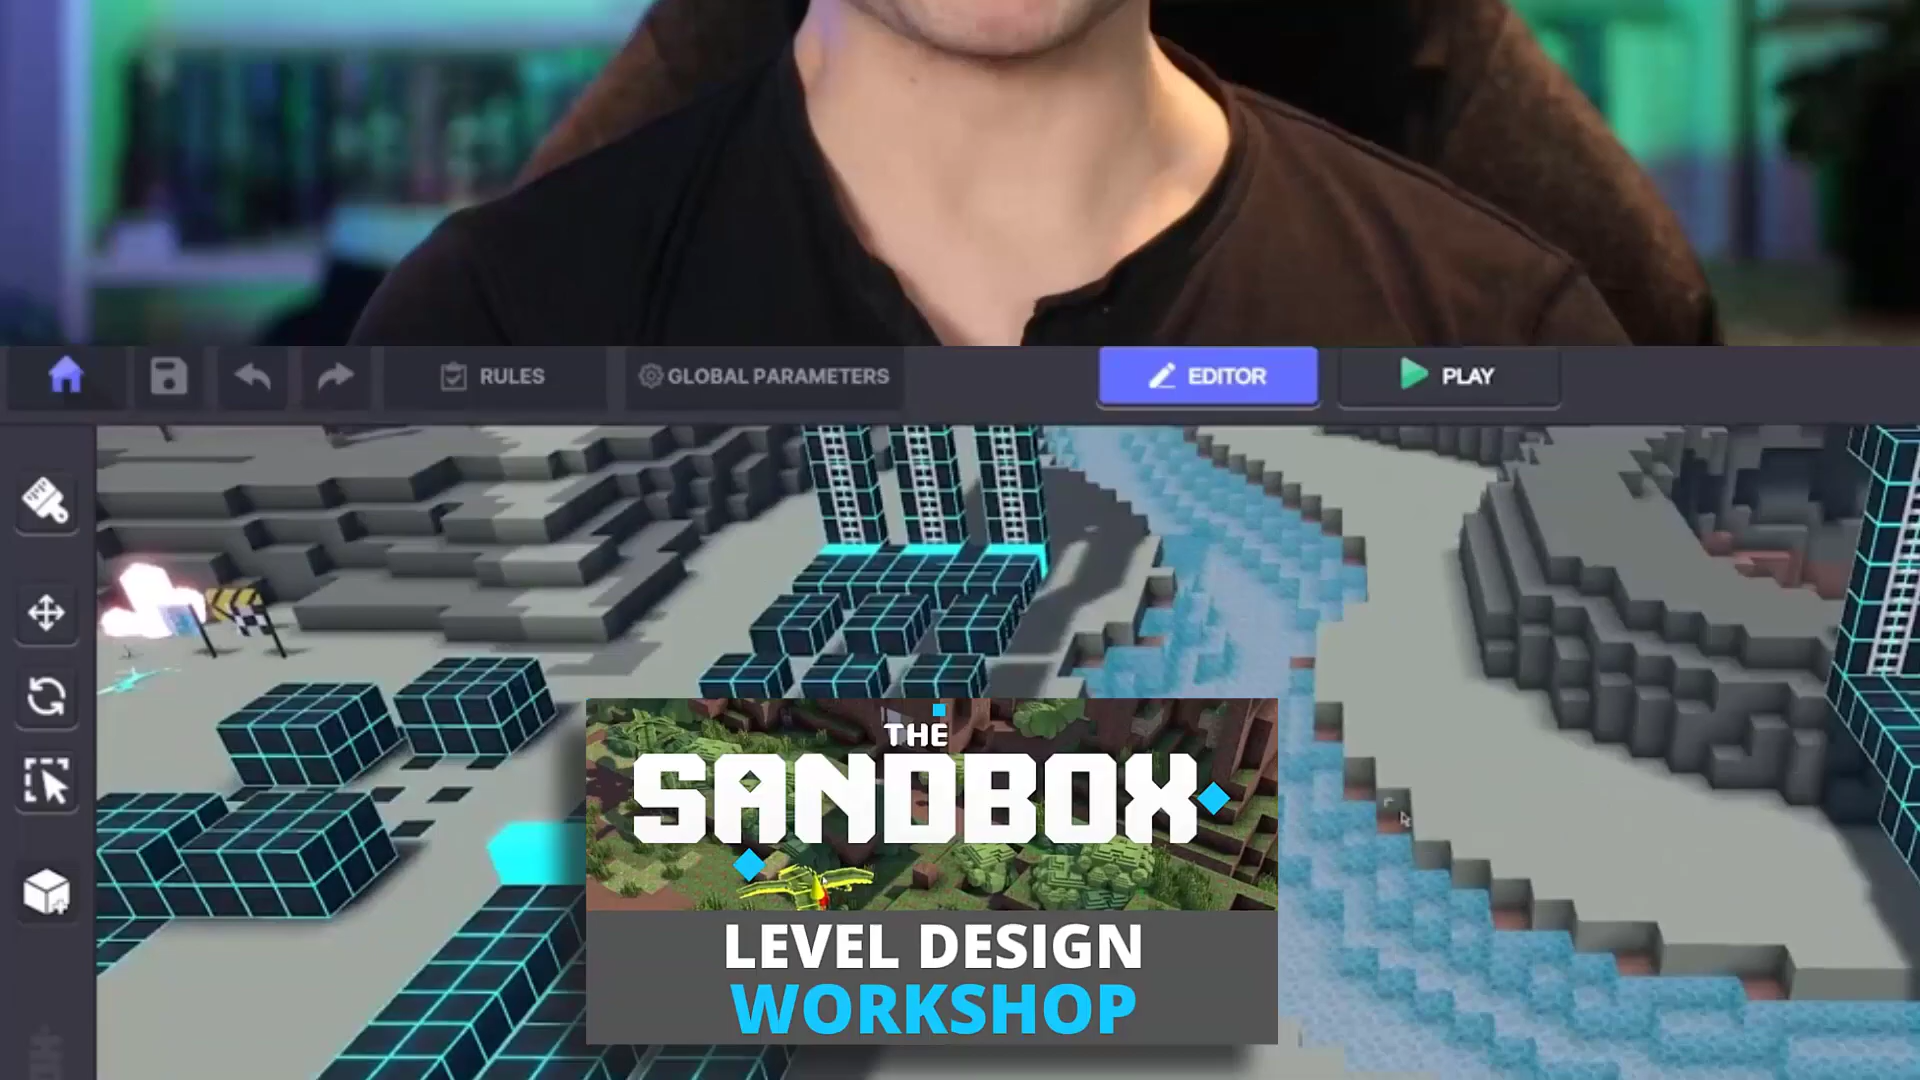 RULES
GLOBAL PARAMETERS
EDITOR
PLAY
THE
SANDBOX
LEVEL DESIGN
WORKSHOP